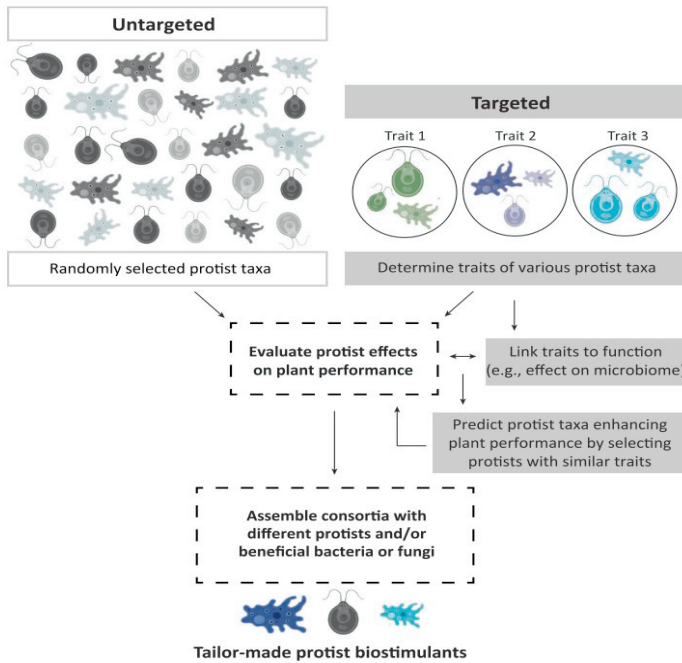 Untargeted
Targeted
Trait 1
Trait 2
Trait 3
Randomly selected protist taxa
Determine traits of various protist taxa
Evaluate protist effects
on plant performance
Link traits to function
(e.g., effect on microbiome)
Predict protist taxa enhancing
plant performance by selecting
protists with similar traits
Assemble consortia with
different protists and/or
beneficial bacteria or fungi
Tailor-made protist biostimulants